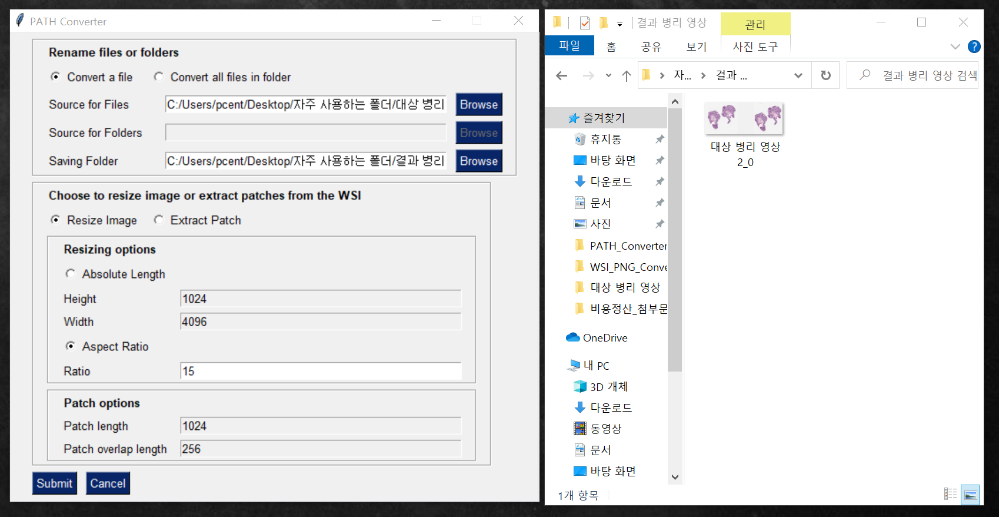 PATH Converter
Rename files or folders
Convert a file Convert all files in folder
Source for Files C:/Users/pcent/Desktop/자주 사용하는 폴더/대상 병리 Browse
Source for Folders Browse
Saving Folder C:/Users/pcent/Desktop/자주 사용하는 폴더/결과 병리 Browse
Choose to resize image or extract patches from the WSI
Resize Image Extract Patch
Resizing options
Absolute Length
Height 1024
Width 4096
Aspect Ratio
Ratio 15
Patch options
Patch length 1024
Patch overlap length 256
Submit Cancel
결과 병리 영상 관리
파일 홈 공유 보기 사진 도구 ?
자... 결과 ... 결과 병리 영상 검색
즐겨찾기
휴지통
바탕 화면
다운로드
문서
사진
PATH_Converter
WSI_PNG_Conve
대상 병리 영상
비용정산_첨부문
OneDrive
내 PC
3D 개체
다운로드
동영상
문서
바탕 화면
대상 병리 영상
2_0
1개 항목